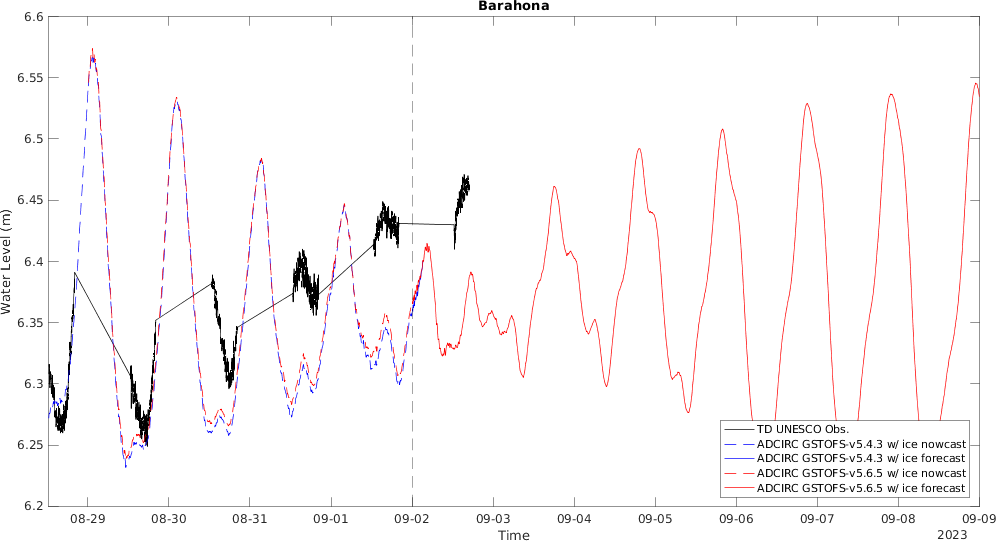 Barahona
6.6
6.55
6.5
6.45
6.4
6.35
6.3
6.25
6.2
Water Level (m)
TD UNESCO Obs.
ADCIRC GSTOFS-v5.4.3 w/ ice nowcast
ADCIRC GSTOFS-v5.4.3 w/ ice forecast
ADCIRC GSTOFS-v5.6.5 w/ ice nowcast
ADCIRC GSTOFS-v5.6.5 w/ ice forecast
08-29 08-30 08-31 09-01 09-02 09-03 09-04 09-05 09-06 09-07 09-08 09-09
Time
2023